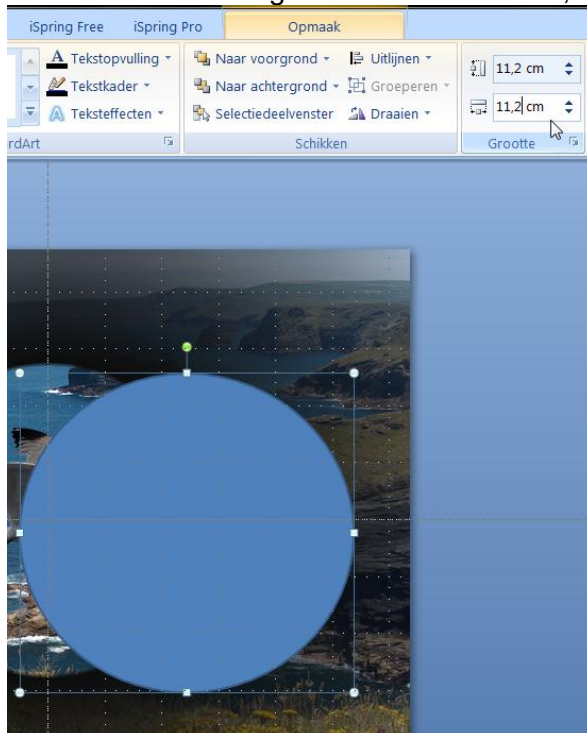 iSpring Free iSpring Pro Opmaak
Tekstopvulling Naar voorgrond Uitlijnen 11,2 cm
Tekstkader Naar achtergrond Groeperen
Teksteffecten Selectiedeelvenster Draaien 11,2 cm
rdArt Schikken Grootte